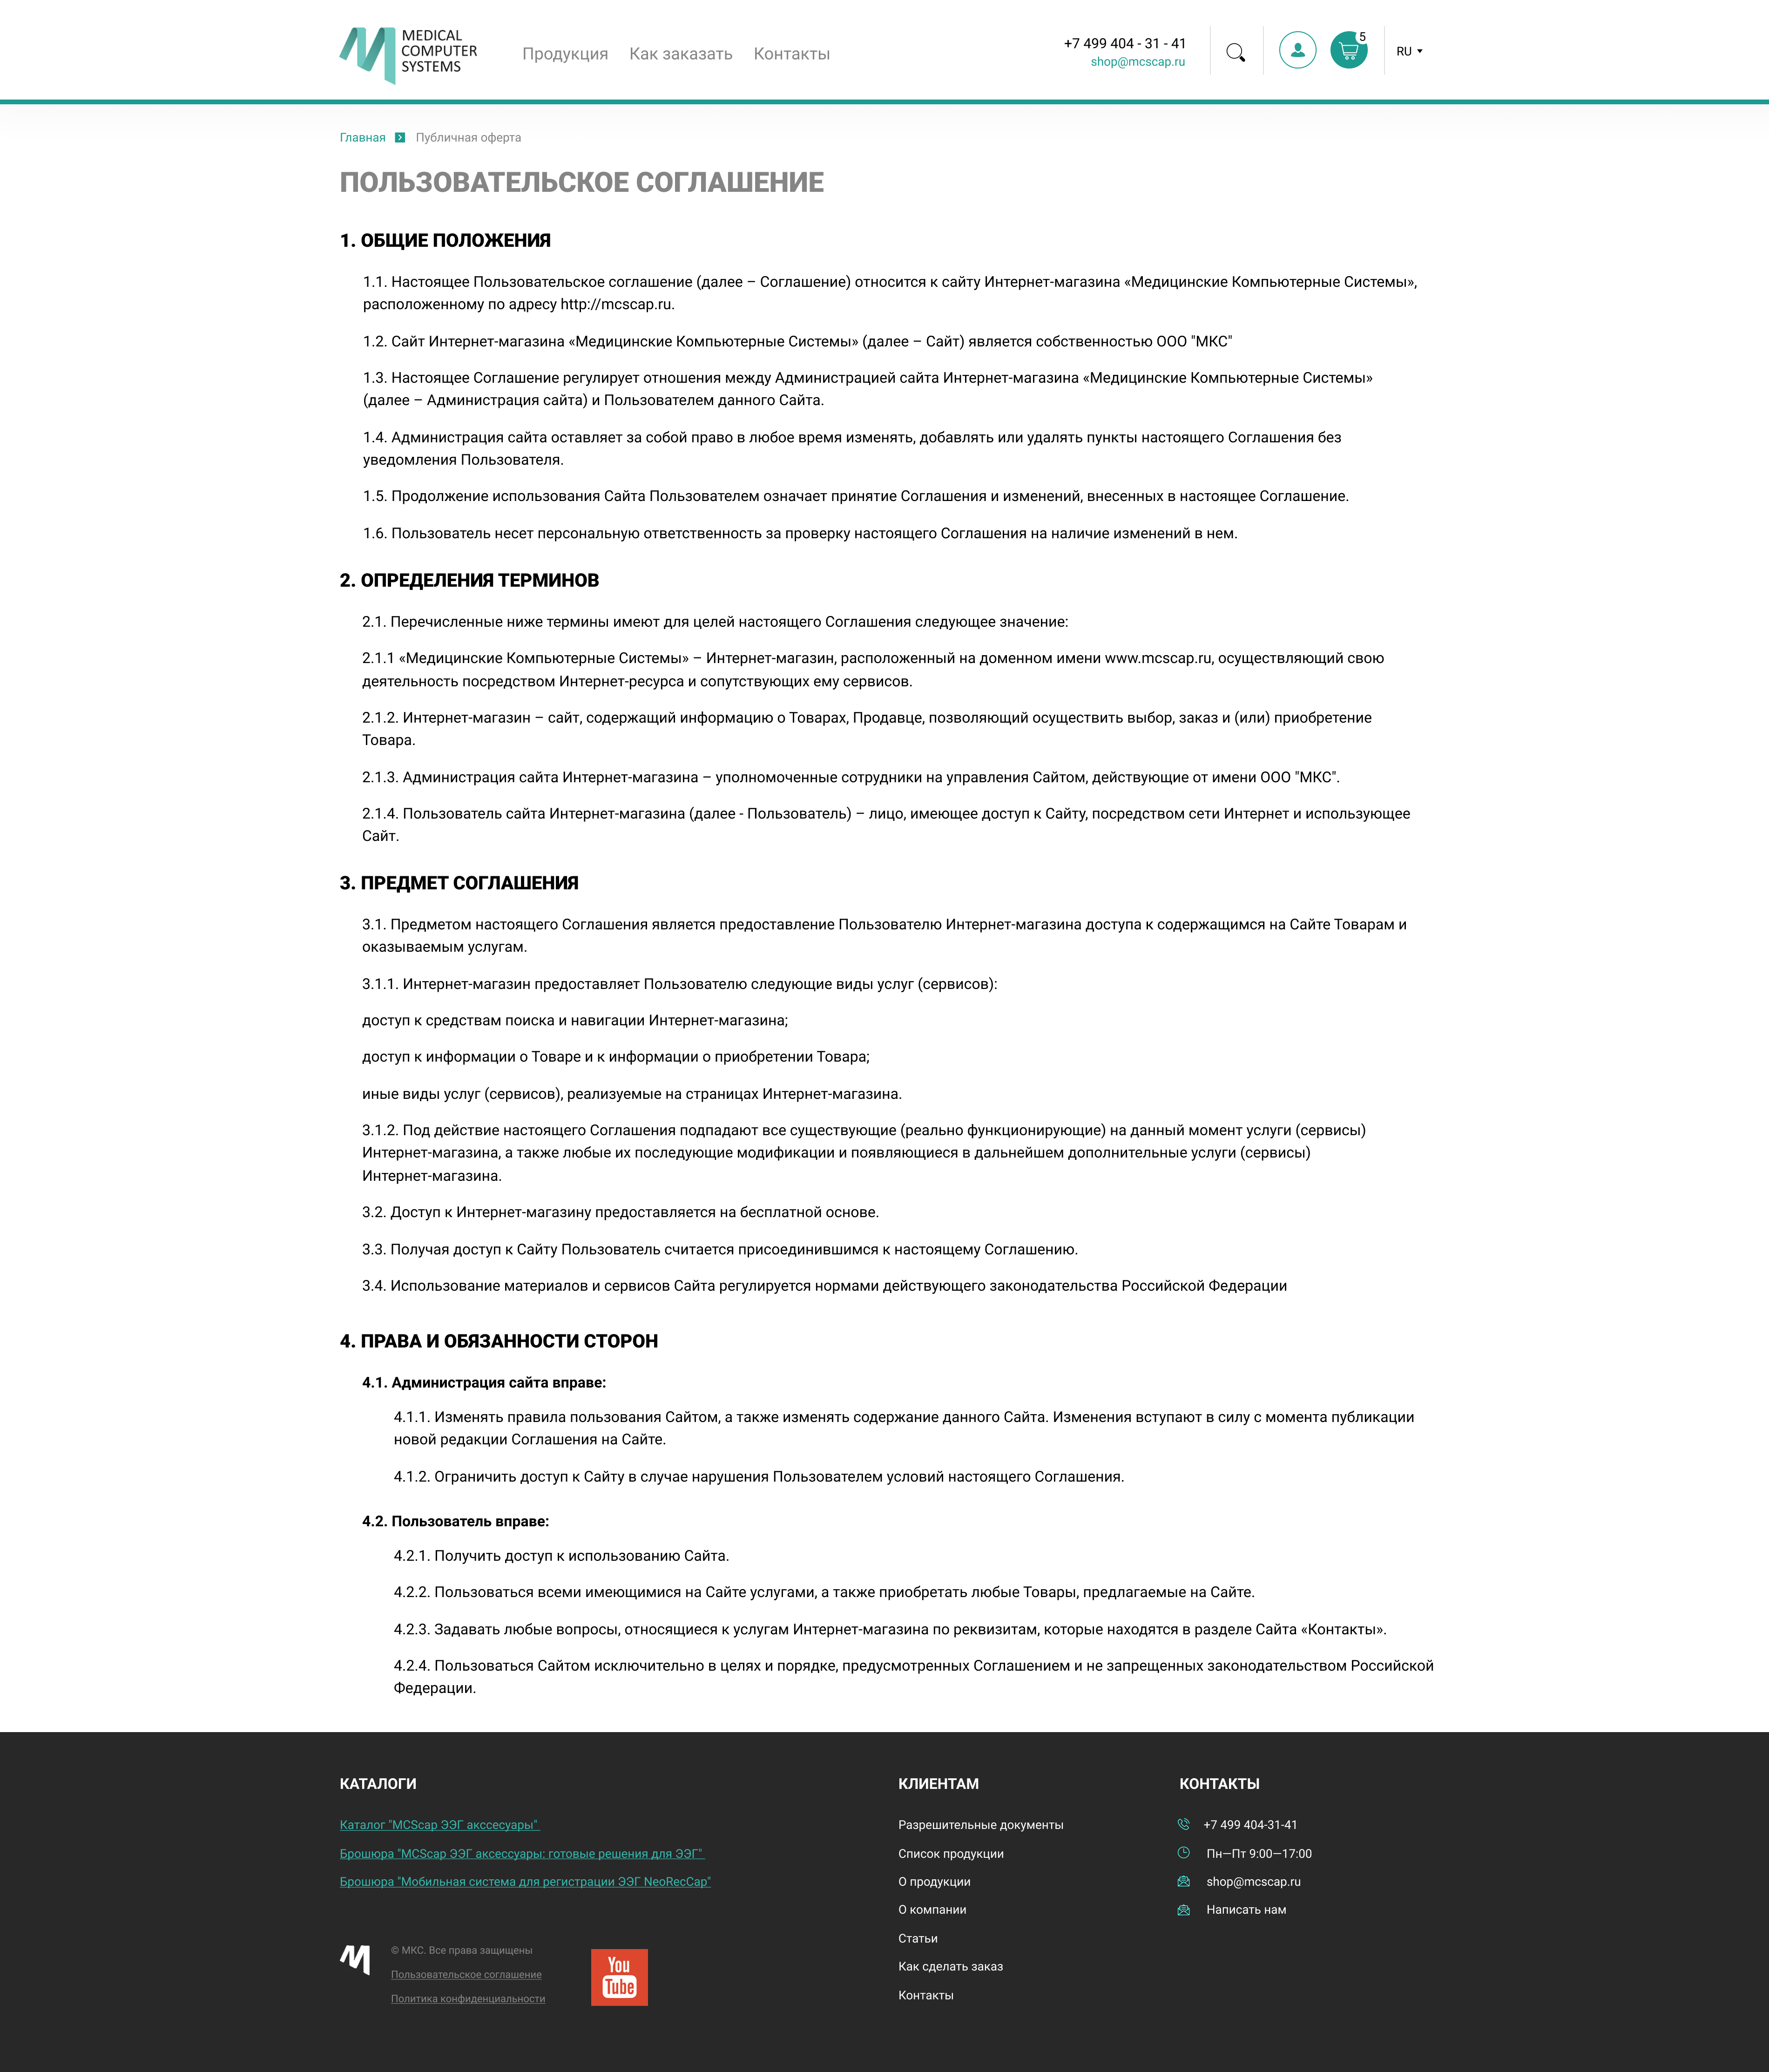 MEDICAL
COMPUTER
SYSTEMS
Продукция Как заказать Контакты
+7 499 404 - 31 - 41
shop@mcscap.ru
5
RU
Главная Публичная оферта
ПОЛЬЗОВАТЕЛЬСКОЕ СОГЛАШЕНИЕ
1. ОБЩИЕ ПОЛОЖЕНИЯ
1.1. Настоящее Пользовательское соглашение (далее – Соглашение) относится к сайту Интернет-магазина «Медицинские Компьютерные Системы»,
расположенному по адресу http://mcscap.ru.
1.2. Сайт Интернет-магазина «Медицинские Компьютерные Системы» (далее – Сайт) является собственностью ООО "МКС"
1.3. Настоящее Соглашение регулирует отношения между Администрацией сайта Интернет-магазина «Медицинские Компьютерные Системы»
(далее – Администрация сайта) и Пользователем данного Сайта.
1.4. Администрация сайта оставляет за собой право в любое время изменять, добавлять или удалять пункты настоящего Соглашения без
уведомления Пользователя.
1.5. Продолжение использования Сайта Пользователем означает принятие Соглашения и изменений, внесенных в настоящее Соглашение.
1.6. Пользователь несет персональную ответственность за проверку настоящего Соглашения на наличие изменений в нем.
2. ОПРЕДЕЛЕНИЯ ТЕРМИНОВ
2.1. Перечисленные ниже термины имеют для целей настоящего Соглашения следующее значение:
2.1.1 «Медицинские Компьютерные Системы» – Интернет-магазин, расположенный на доменном имени www.mcscap.ru, осуществляющий свою
деятельность посредством Интернет-ресурса и сопутствующих ему сервисов.
2.1.2. Интернет-магазин – сайт, содержащий информацию о Товарах, Продавце, позволяющий осуществить выбор, заказ и (или) приобретение
Товара.
2.1.3. Администрация сайта Интернет-магазина – уполномоченные сотрудники на управления Сайтом, действующие от имени ООО "МКС".
2.1.4. Пользователь сайта Интернет-магазина (далее - Пользователь) – лицо, имеющее доступ к Сайту, посредством сети Интернет и использующее
Сайт.
3. ПРЕДМЕТ СОГЛАШЕНИЯ
3.1. Предметом настоящего Соглашения является предоставление Пользователю Интернет-магазина доступа к содержащимся на Сайте Товарам и
оказываемым услугам.
3.1.1. Интернет-магазин предоставляет Пользователю следующие виды услуг (сервисов):
доступ к средствам поиска и навигации Интернет-магазина;
доступ к информации о Товаре и к информации о приобретении Товара;
иные виды услуг (сервисов), реализуемые на страницах Интернет-магазина.
3.1.2. Под действие настоящего Соглашения подпадают все существующие (реально функционирующие) на данный момент услуги (сервисы)
Интернет-магазина, а также любые их последующие модификации и появляющиеся в дальнейшем дополнительные услуги (сервисы)
Интернет-магазина.
3.2. Доступ к Интернет-магазину предоставляется на бесплатной основе.
3.3. Получая доступ к Сайту Пользователь считается присоединившимся к настоящему Соглашению.
3.4. Использование материалов и сервисов Сайта регулируется нормами действующего законодательства Российской Федерации
4. ПРАВА И ОБЯЗАННОСТИ СТОРОН
4.1. Администрация сайта вправе:
4.1.1. Изменять правила пользования Сайтом, а также изменять содержание данного Сайта. Изменения вступают в силу с момента публикации
новой редакции Соглашения на Сайте.
4.1.2. Ограничить доступ к Сайту в случае нарушения Пользователем условий настоящего Соглашения.
4.2. Пользователь вправе:
4.2.1. Получить доступ к использованию Сайта.
4.2.2. Пользоваться всеми имеющимися на Сайте услугами, а также приобретать любые Товары, предлагаемые на Сайте.
4.2.3. Задавать любые вопросы, относящиеся к услугам Интернет-магазина по реквизитам, которые находятся в разделе Сайта «Контакты».
4.2.4. Пользоваться Сайтом исключительно в целях и порядке, предусмотренных Соглашением и не запрещенных законодательством Российской
Федерации.
КАТАЛОГИ
Каталог "MCScap ЭЭГ акссесуары"
Брошюра "MCScap ЭЭГ аксессуары: готовые решения для ЭЭГ"
Брошюра "Мобильная система для регистрации ЭЭГ NeoRecCap"
© МКС. Все права защищены
Пользовательское соглашение
Политика конфиденциальности
You
Tube
КЛИЕНТАМ
Разрешительные документы
Список продукции
О продукции
О компании
Статьи
Как сделать заказ
Контакты
КОНТАКТЫ
+7 499 404-31-41
Пн—Пт 9:00—17:00
shop@mcscap.ru
Написать нам